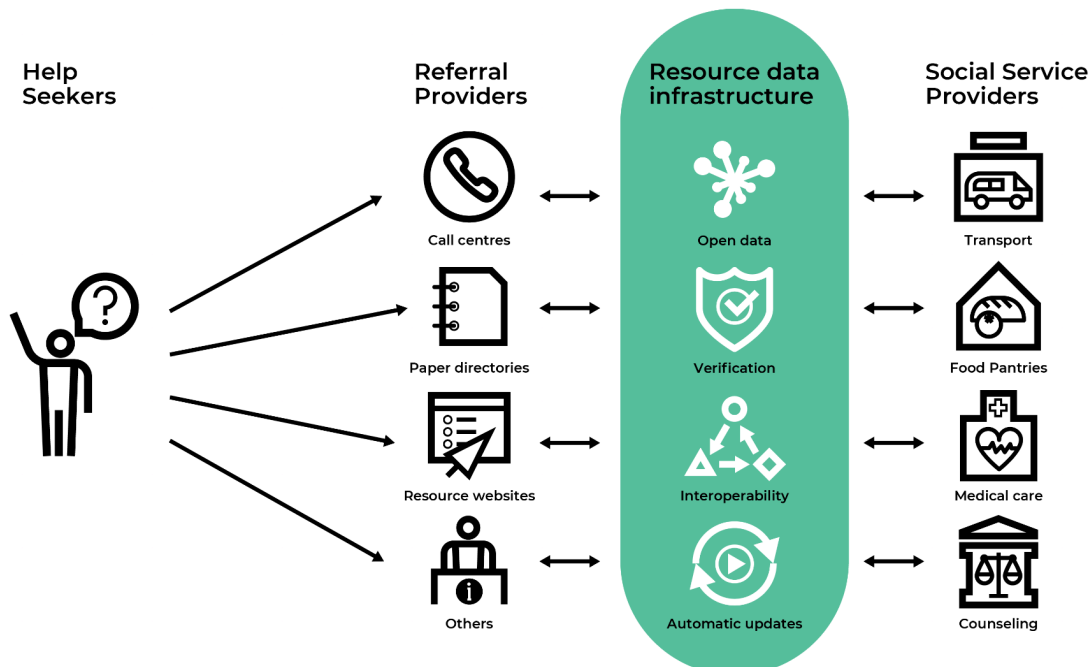 Help
Seekers
Referral
Providers
Resource data
infrastructure
Social Service
Providers
?
Call centres
Open data
Transport
Paper directories
Verification
Food Pantries
Resource websites
Interoperability
Medical care
i
Others
Automatic updates
Counseling